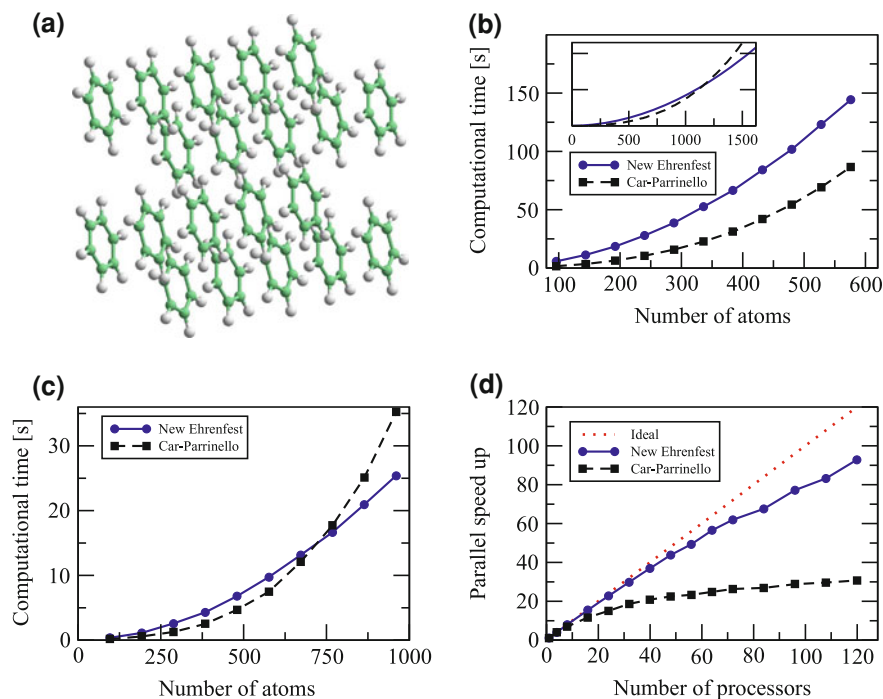 (a)
(b)
Computational time [s]
150
100
50
0
0 500 1000 1500
New Ehrenfest
Car-Parrinello
100 200 300 400 500 600
Number of atoms
(c)
Computational time [s]
30
20
10
0
New Ehrenfest
Car-Parrinello
0 250 500 750 1000
Number of atoms
(d)
Parallel speed up
120
100
80
60
40
20
0
Ideal
New Ehrenfest
Car-Parrinello
0 20 40 60 80 100 120
Number of processors